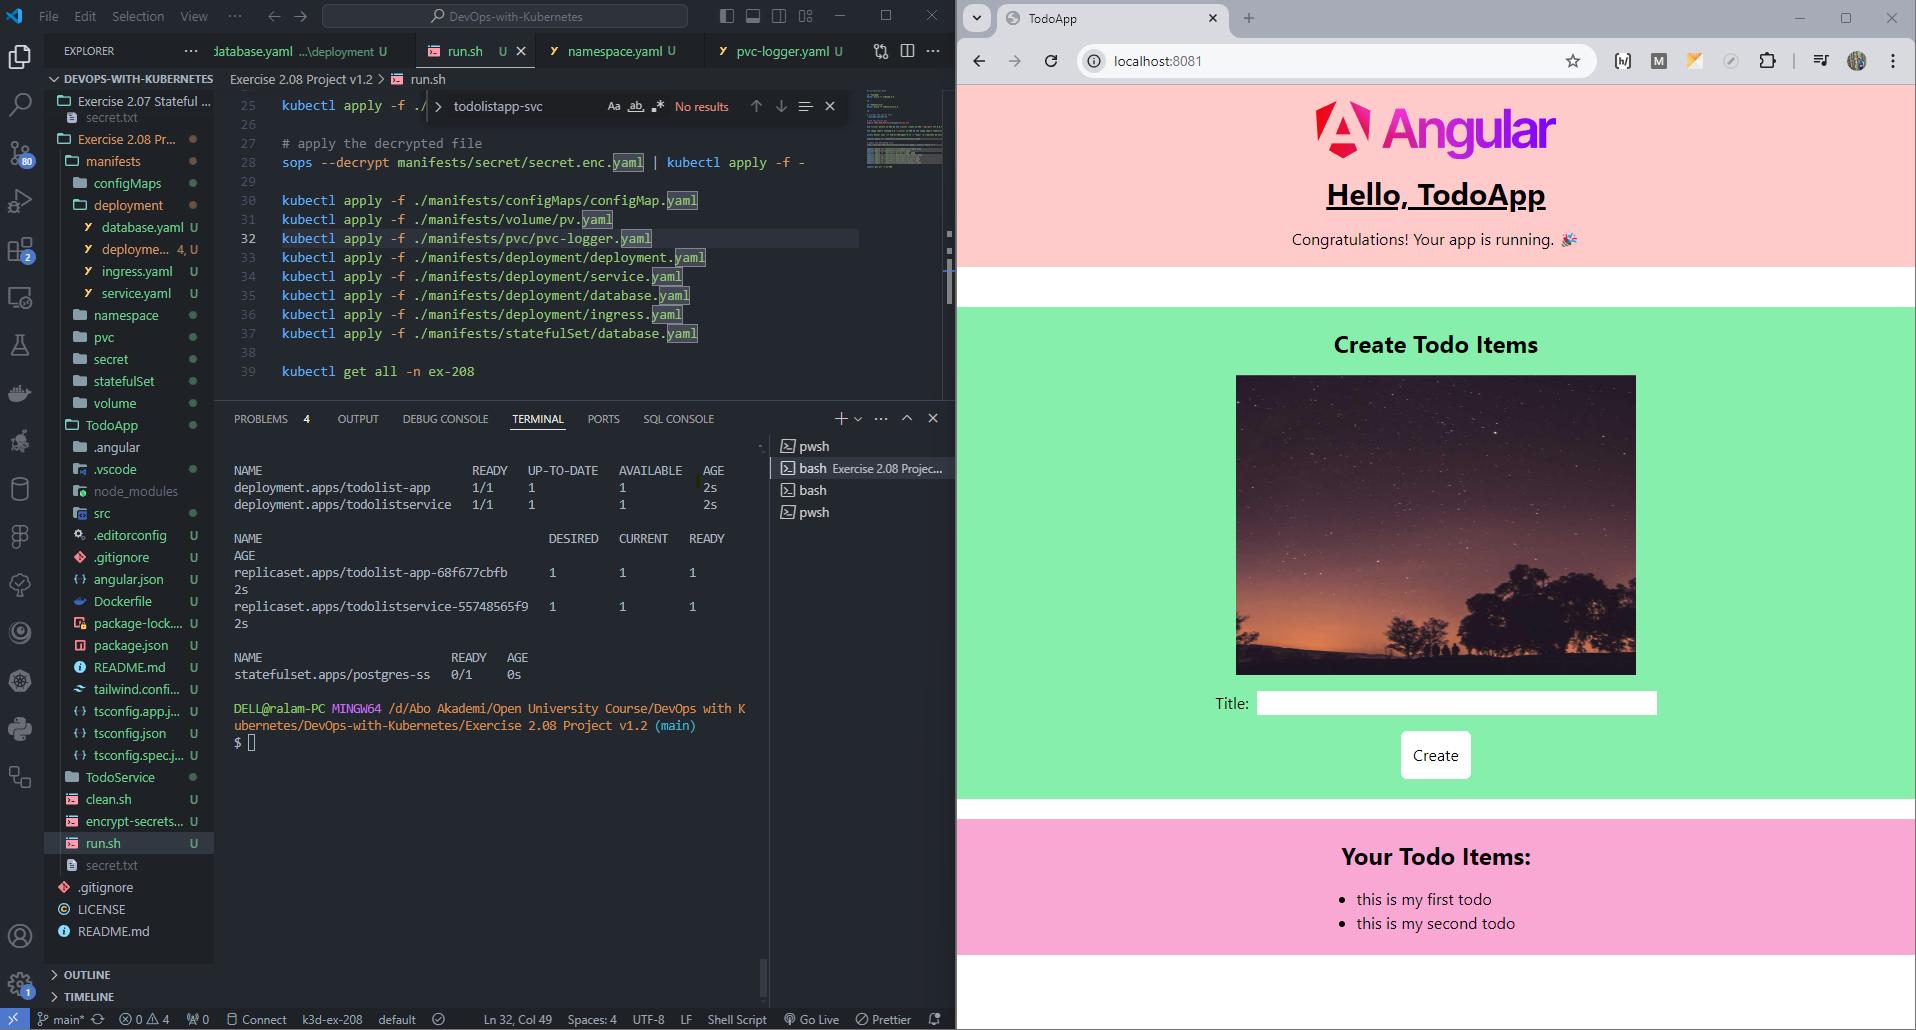 File Edit Selection View ··· DevOps-with-Kubernetes
EXPLORER ···
database.yaml ...\deployment U
run.sh U
namespace.yaml U
pvc-logger.yaml U
DEVOPS-WITH-KUBERNETES
Exercise 2.07 Stateful ...
secret.txt
Exercise 2.08 Pr...
manifests
configMaps
deployment
database.yaml U
deployme... 4, U
ingress.yaml U
service.yaml U
namespace
pvc
secret
statefulSet
volume
TodoApp
.angular
.vscode
node_modules
src
.editorconfig U
.gitignore U
angular.json U
Dockerfile U
package-lock.... U
package.json U
README.md U
tailwind.confi... U
tsconfig.app.j... U
tsconfig.json U
tsconfig.spec.j... U
TodoService
clean.sh U
encrypt-secrets... U
run.sh U
secret.txt
.gitignore
LICENSE
README.md
OUTLINE
TIMELINE
80
2
1
Exercise 2.08 Project v1.2 > run.sh
todolistapp-svc Aa ab .* No results
25 kubectl apply -f ./
26
27 # apply the decrypted file
28 sops --decrypt manifests/secret/secret.enc.yaml | kubectl apply -f -
29
30 kubectl apply -f ./manifests/configMaps/configMap.yaml
31 kubectl apply -f ./manifests/volume/pv.yaml
32 kubectl apply -f ./manifests/pvc/pvc-logger.yaml
33 kubectl apply -f ./manifests/deployment/deployment.yaml
34 kubectl apply -f ./manifests/deployment/service.yaml
35 kubectl apply -f ./manifests/deployment/database.yaml
36 kubectl apply -f ./manifests/deployment/ingress.yaml
37 kubectl apply -f ./manifests/statefulSet/database.yaml
38
39 kubectl get all -n ex-208
PROBLEMS 4 OUTPUT DEBUG CONSOLE TERMINAL PORTS SQL CONSOLE
NAME READY UP-TO-DATE AVAILABLE AGE
deployment.apps/todolist-app 1/1 1 1 2s
deployment.apps/todolistservice 1/1 1 1 2s
NAME DESIRED CURRENT READY
AGE
replicaset.apps/todolist-app-68f677cbfb 1 1 1
2s
replicaset.apps/todolistservice-55748565f9 1 1 1
2s
NAME READY AGE
statefulset.apps/postgres-ss 0/1 0s
DELL@ralam-PC MINGW64 /d/Abo Akademi/Open University Course/DevOps with K
ubernetes/DevOps-with-Kubernetes/Exercise 2.08 Project v1.2 (main)
$
pwsh
bash Exercise 2.08 Projec...
bash
pwsh
main* 0 4 0 Connect k3d-ex-208 default Ln 32, Col 49 Spaces: 4 UTF-8 LF Shell Script Go Live Prettier
TodoApp
localhost:8081
Angular
Hello, TodoApp
Congratulations! Your app is running. 🎉
Create Todo Items
Title:
Create
Your Todo Items:
• this is my first todo
• this is my second todo